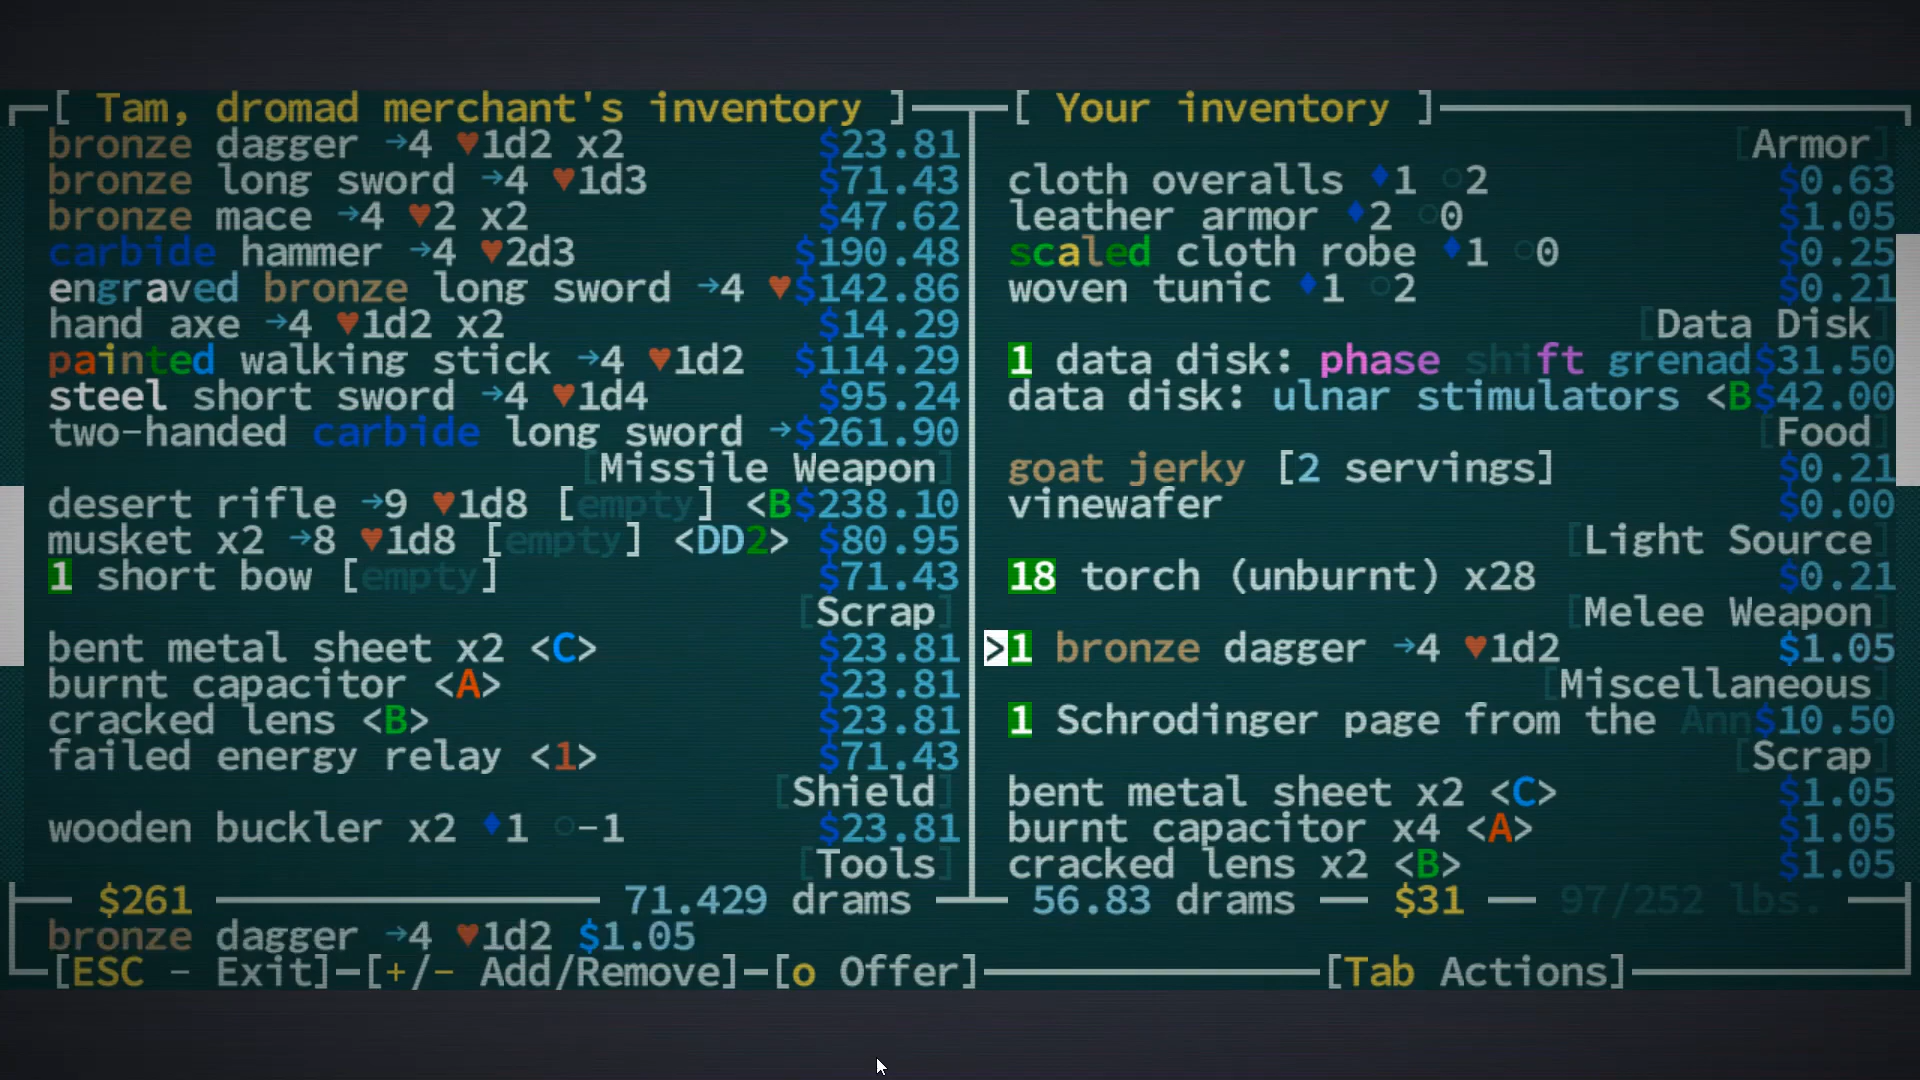 [ Tam, dromad merchant's inventory ]
bronze dagger →4 ♥1d2 x2 $23.81
bronze long sword →4 ♥1d3 $71.43
bronze mace →4 ♥2 x2 $47.62
carbide hammer →4 ♥2d3 $190.48
engraved bronze long sword →4 ♥$142.86
hand axe →4 ♥1d2 x2 $14.29
painted walking stick →4 ♥1d2 $114.29
steel short sword →4 ♥1d4 $95.24
two-handed carbide long sword →$261.90
[Missile Weapon]
desert rifle →9 ♥1d8 [empty] <B$238.10
musket x2 →8 ♥1d8 [empty] <DD2> $80.95
1 short bow [empty] $71.43
[Scrap]
bent metal sheet x2 <C> $23.81
burnt capacitor <A> $23.81
cracked lens <B> $23.81
failed energy relay <1> $71.43
[Shield]
wooden buckler x2 ♦1 ○-1 $23.81
[Tools]
$261 71.429 drams
[ Your inventory ]
[Armor]
cloth overalls ♦1 ○2 $0.63
leather armor ♦2 ○0 $1.05
scaled cloth robe ♦1 ○0 $0.25
woven tunic ♦1 ○2 $0.21
[Data Disk]
1 data disk: phase shift grenad$31.50
data disk: ulnar stimulators <B$42.00
[Food]
goat jerky [2 servings] $0.21
vinewafer $0.00
[Light Source]
18 torch (unburnt) x28 $0.21
[Melee Weapon]
>1 bronze dagger →4 ♥1d2 $1.05
[Miscellaneous]
1 Schrodinger page from the Ann$10.50
[Scrap]
bent metal sheet x2 <C> $1.05
burnt capacitor x4 <A> $1.05
cracked lens x2 <B> $1.05
56.83 drams — $31 — 97/252 lbs.
bronze dagger →4 ♥1d2 $1.05
[ESC - Exit]—[+/- Add/Remove]—[o Offer] [Tab Actions]